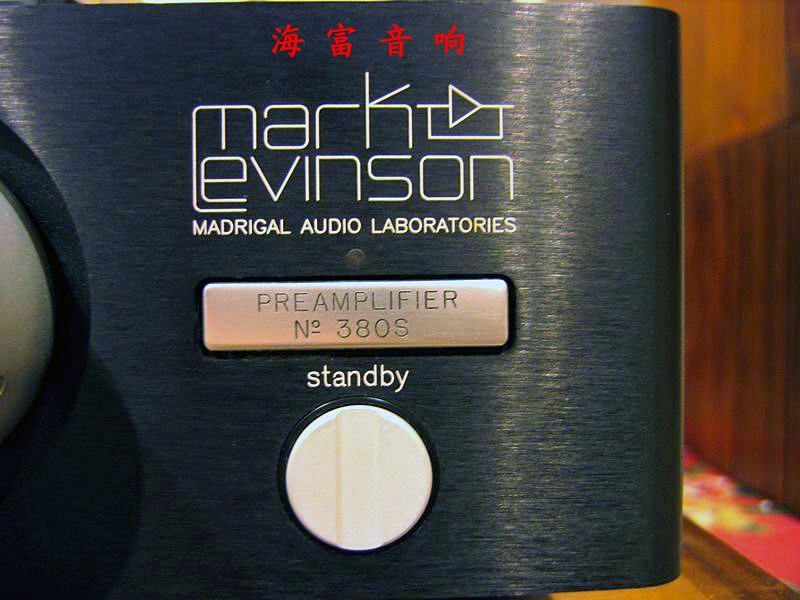 海富音响
mark
Levinson
MADRIGAL AUDIO LABORATORIES
PREAMPLIFIER
Nº 380S
standby